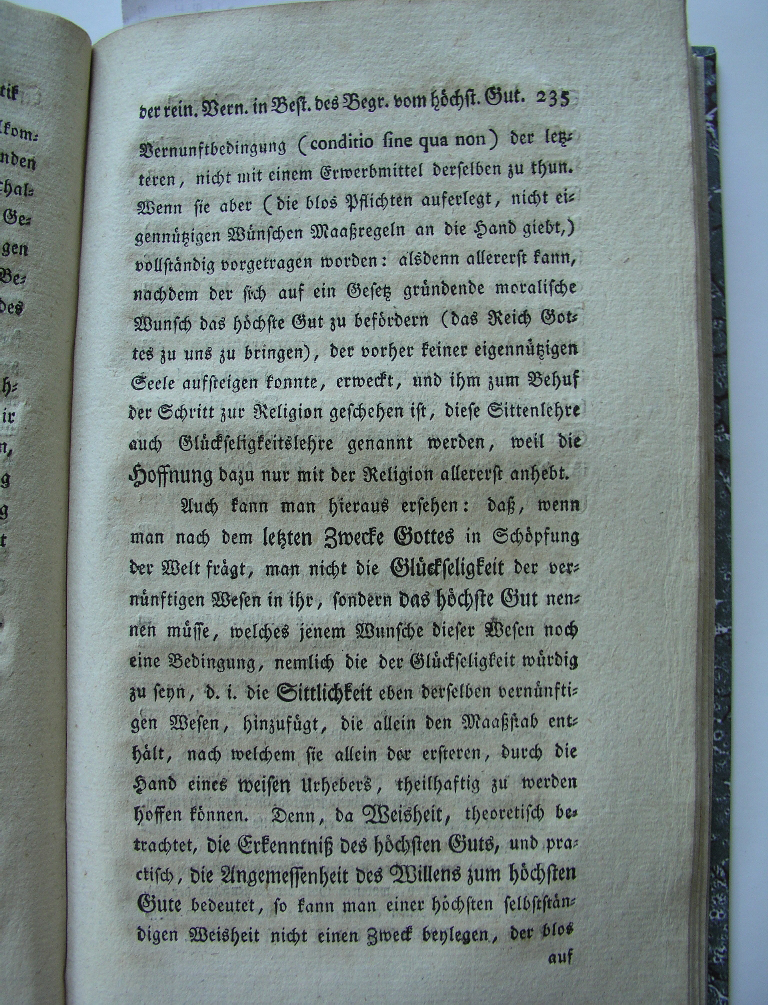 tik
kom⸗
nden
hal⸗
Ge⸗
gen
Be⸗
des
h⸗
ir
n,
g
g
t
der rein. Vern. in Best. des Begr. vom höchst. Gut. 235
Vernunftbedingung (conditio sine qua non) der letz⸗
teren, nicht mit einem Erwerbmittel derselben zu thun.
Wenn sie aber (die blos Pflichten auferlegt, nicht ei⸗
gennützigen Wünschen Maaßregeln an die Hand giebt,)
vollständig vorgetragen worden: alsdenn allererst kann,
nachdem der sich auf ein Gesetz gründende moralische
Wunsch das höchste Gut zu befördern (das Reich Got⸗
tes zu uns zu bringen), der vorher keiner eigennützigen
Seele aufsteigen konnte, erweckt, und ihm zum Behuf
der Schritt zur Religion geschehen ist, diese Sittenlehre
auch Glückseligkeitslehre genannt werden, weil die
Hoffnung dazu nur mit der Religion allererst anhebt.
Auch kann man hieraus ersehen: daß, wenn
man nach dem letzten Zwecke Gottes in Schöpfung
der Welt frägt, man nicht die Glückseligkeit der ver⸗
nünftigen Wesen in ihr, sondern das höchste Gut nen⸗
nen müsse, welches jenem Wunsche dieser Wesen noch
eine Bedingung, nemlich die der Glückseligkeit würdig
zu seyn, d. i. die Sittlichkeit eben derselben vernünfti⸗
gen Wesen, hinzufügt, die allein den Maaßstab ent⸗
hält, nach welchem sie allein der ersteren, durch die
Hand eines weisen Urhebers, theilhaftig zu werden
hoffen können. Denn, da Weisheit, theoretisch be⸗
trachtet, die Erkenntniß des höchsten Guts, und pra⸗
ctisch, die Angemessenheit des Willens zum höchsten
Gute bedeutet, so kann man einer höchsten selbststän⸗
digen Weisheit nicht einen Zweck beylegen, der blos
auf